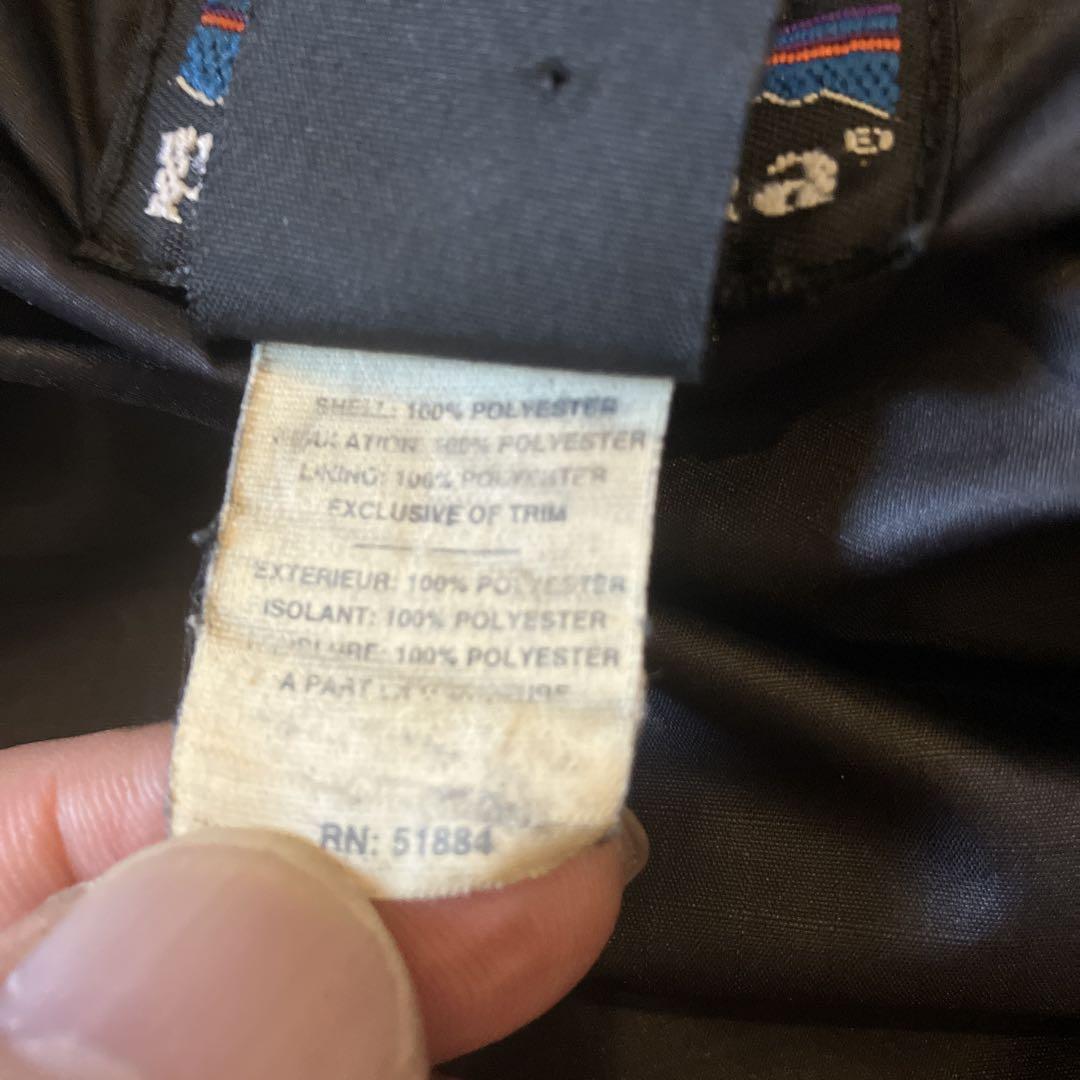 SHELL: 100% POLYESTER
INSULATION: 100% POLYESTER
LINING: 100% POLYESTER
EXCLUSIVE OF TRIM
EXTERIEUR: 100% POLYESTER
ISOLANT: 100% POLYESTER
100% POLYESTER
A PART
RN: 51884